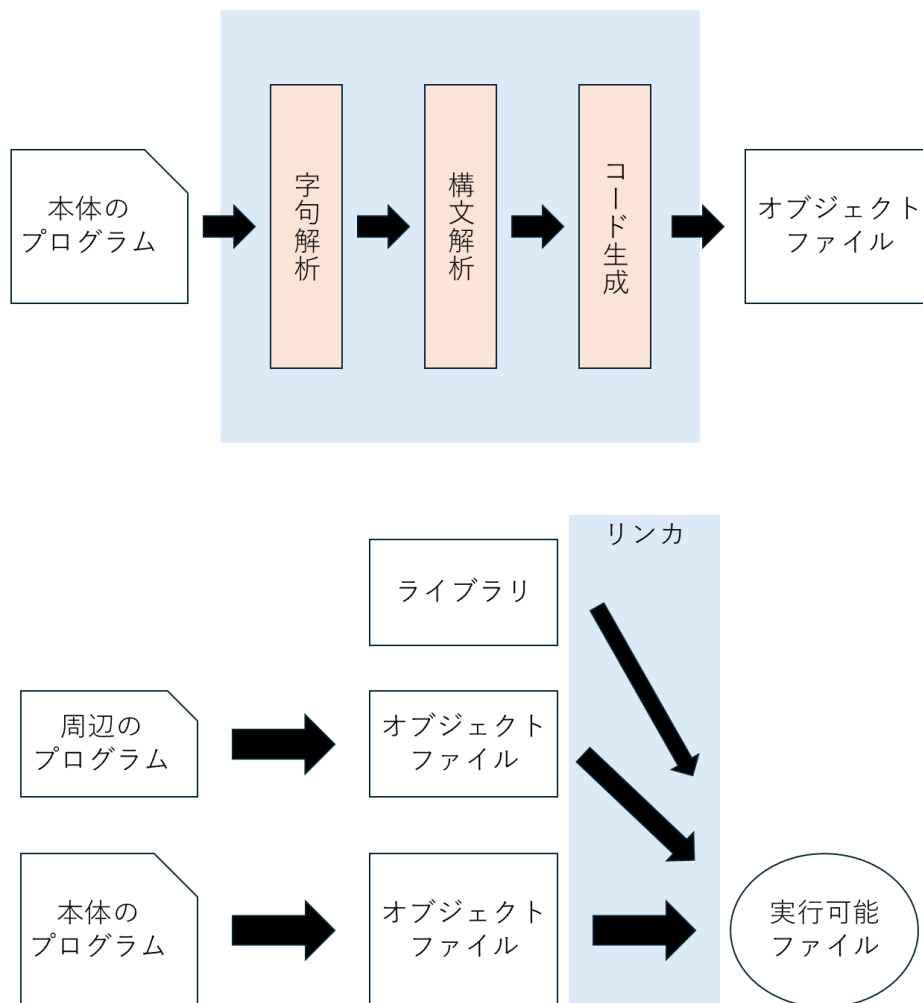 本体の
プログラム
字句解析
構文解析
コード生成
オブジェクト
ファイル
リンカ
ライブラリ
周辺の
プログラム
オブジェクト
ファイル
本体の
プログラム
オブジェクト
ファイル
実行可能
ファイル